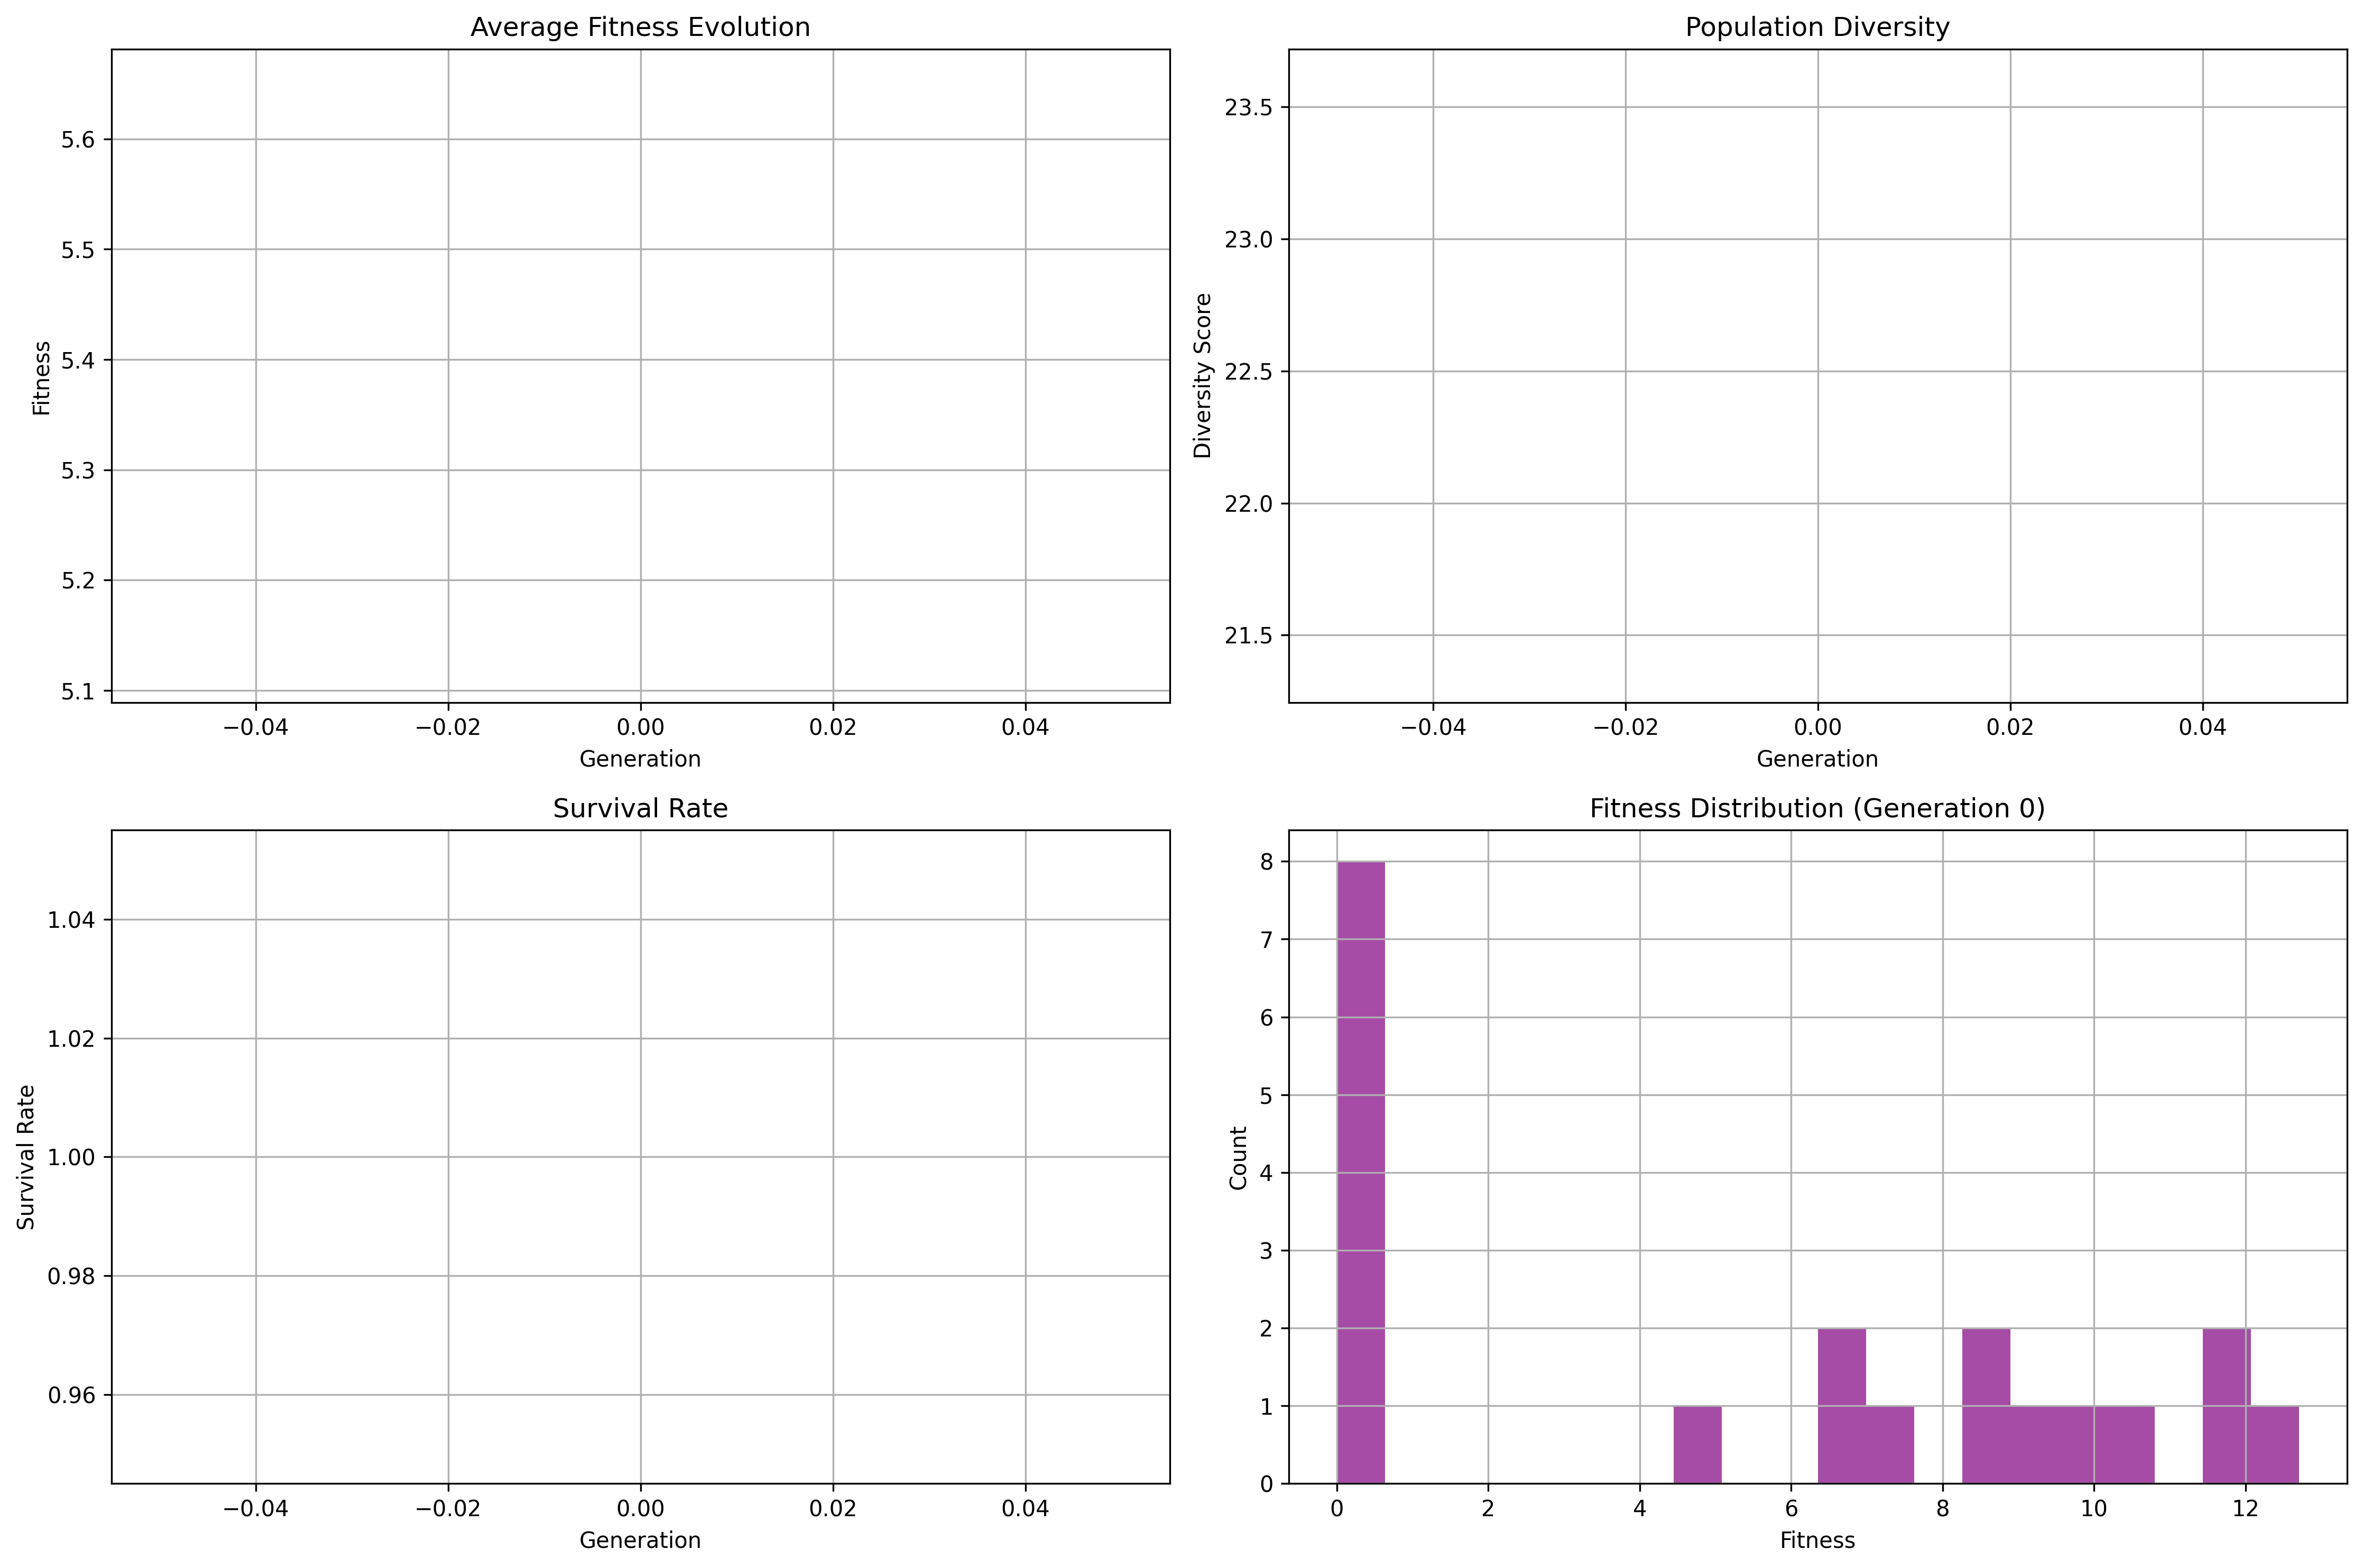 Average Fitness Evolution
Fitness
5.6
5.5
5.4
5.3
5.2
5.1
−0.04 −0.02 0.00 0.02 0.04
Generation
Population Diversity
Diversity Score
23.5
23.0
22.5
22.0
21.5
−0.04 −0.02 0.00 0.02 0.04
Generation
Survival Rate
Survival Rate
1.04
1.02
1.00
0.98
0.96
−0.04 −0.02 0.00 0.02 0.04
Generation
Fitness Distribution (Generation 0)
Count
8
7
6
5
4
3
2
1
0
0 2 4 6 8 10 12
Fitness